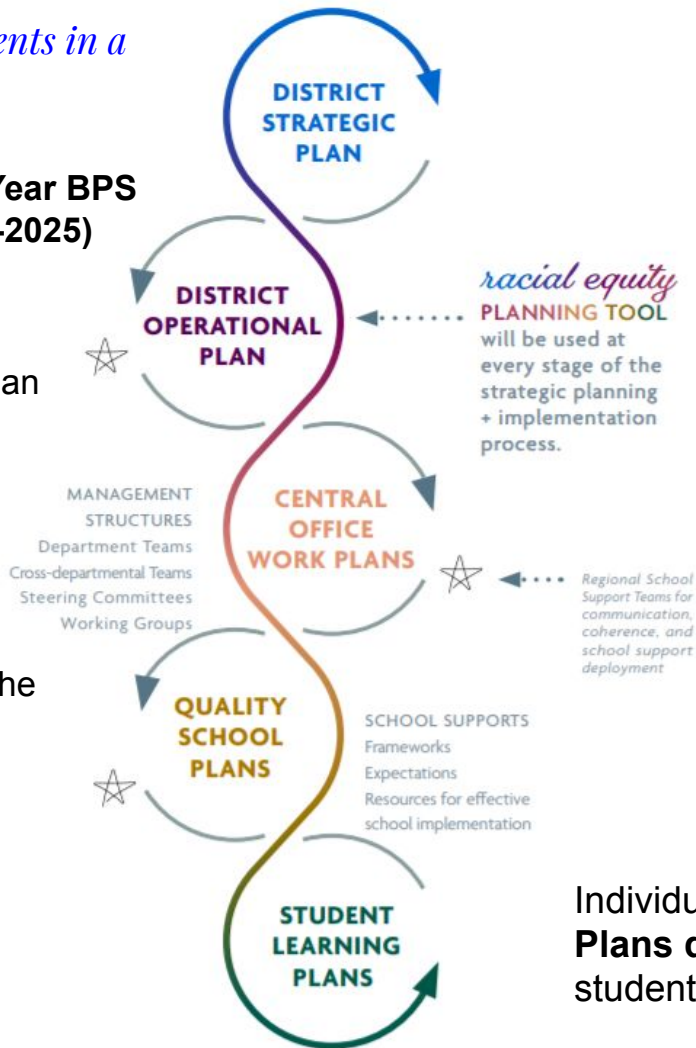 ents in a
DISTRICT
STRATEGIC
PLAN
Year BPS
-2025)
DISTRICT
OPERATIONAL
PLAN
racial equity
PLANNING TOOL
will be used at
every stage of the
strategic planning
+ implementation
process.
an
MANAGEMENT
STRUCTURES
Department Teams
Cross-departmental Teams
Steering Committees
Working Groups
CENTRAL
OFFICE
WORK PLANS
Regional School
Support Teams for
communication,
coherence, and
school support
deployment
he
QUALITY
SCHOOL
PLANS
SCHOOL SUPPORTS
Frameworks
Expectations
Resources for effective
school implementation
STUDENT
LEARNING
PLANS
Individu
Plans
student